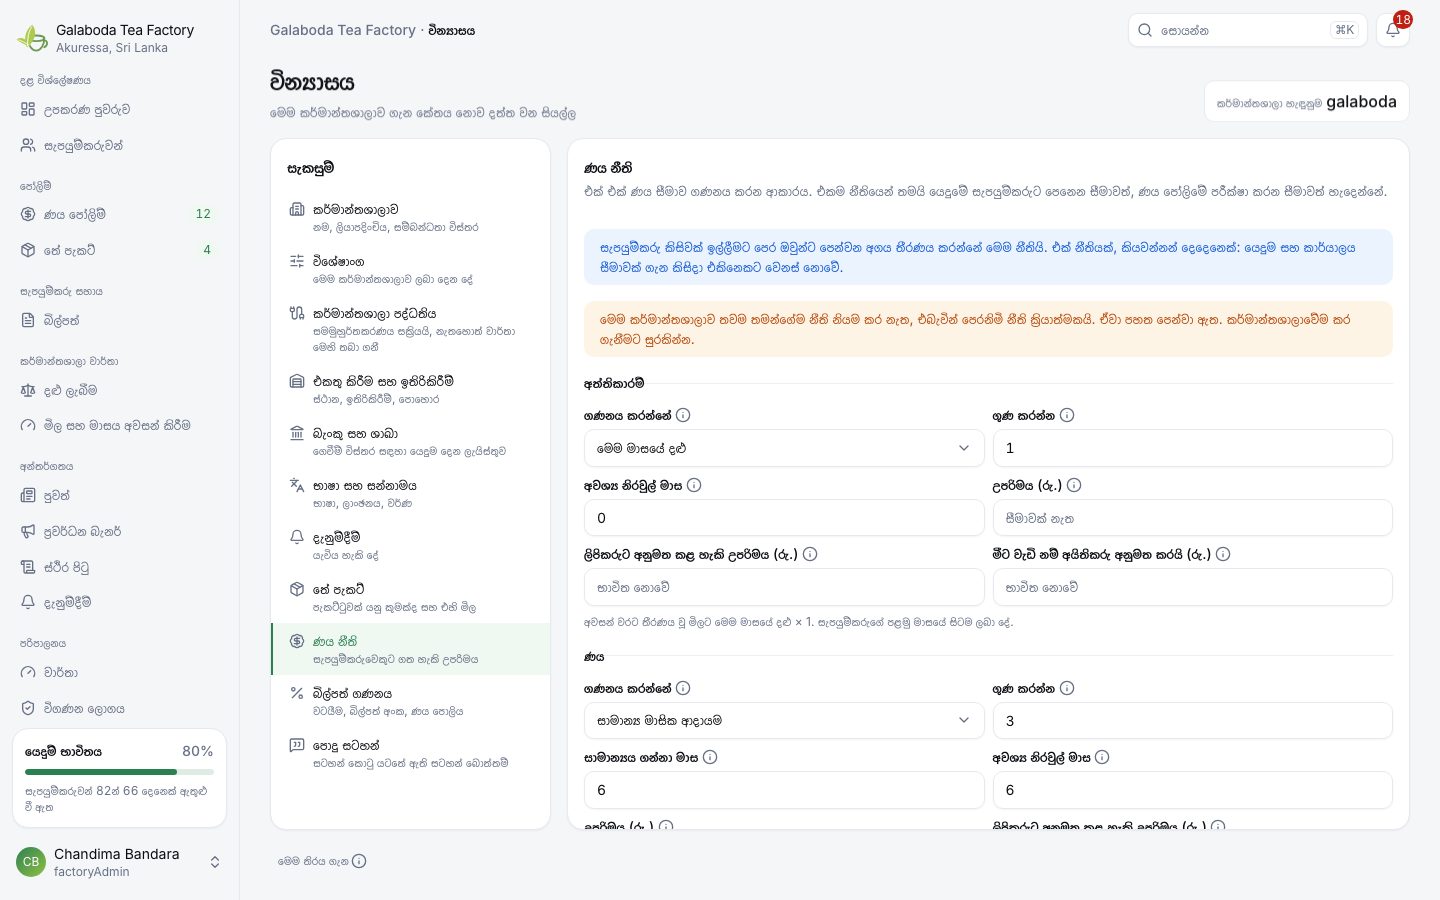 Galaboda Tea Factory
Akuressa, Sri Lanka
දළ විශ්ලේෂණය
උපකරණ පුවරුව
සැපයුම්කරුවන්
පෝලිම්
ණය පෝලිම් 12
තේ පැකට් 4
සැපයුම්කරු සහාය
බිල්පත්
කර්මාන්තශාලා වාර්තා
දළු ලැබීම්
මිල සහ මාසය අවසන් කිරීම
අන්තර්ගතය
පුවත්
ප්‍රවර්ධන බැනර්
ස්ථිර පිටු
දැනුම්දීම්
පරිපාලනය
වාර්තා
විගණන ලොගය
යෙදුම් භාවිතය 80%
සැපයුම්කරුවන් 82න් 66 දෙනෙක් ඇතුළු
වී ඇත
CB
Chandima Bandara
factoryAdmin
Galaboda Tea Factory · වින්‍යාසය
සොයන්න ⌘K
18
වින්‍යාසය
මෙම කර්මාන්තශාලාව ගැන කේතය නොව දත්ත වන සියල්ල
කර්මාන්තශාලා හැඳුනුම galaboda
සැකසුම්
කර්මාන්තශාලාව
නම, ලියාපදිංචිය, සම්බන්ධතා විස්තර
විශේෂාංග
මෙම කර්මාන්තශාලාව ලබා දෙන දේ
කර්මාන්තශාලා පද්ධතිය
සමමුහුර්තකරණය සක්‍රියයි, නැතහොත් වාර්තා
මෙහි තබා ගනී
එකතු කිරීම සහ ඉතිරිකිරීම්
ස්ථාන, ඉතිරිකිරීම්, පොහොර
බැංකු සහ ශාඛා
ගෙවීම් විස්තර සඳහා යෙදුම දෙන ලැයිස්තුව
භාෂා සහ සන්නාමය
භාෂා, ලාංඡනය, වර්ණ
දැනුම්දීම්
යැවිය හැකි දේ
තේ පැකට්
පැකට්ටුවක් යනු කුමක්ද සහ එහි මිල
ණය නීති
සැපයුම්කරුවෙකුට ගත හැකි උපරිමය
බිල්පත් ගණනය
වටයීම, බිල්පත් අංක, ණය පොලිය
පොදු සටහන්
සටහන් කොටු යටතේ ඇති සටහන් බොත්තම්
ණය නීති
එක් එක් ණය සීමාව ගණනය කරන ආකාරය. එකම නීතියෙන් තමයි යෙදුමේ සැපයුම්කරුට පෙනෙන සීමාවත්, ණය පෝලිමේ පරීක්ෂා කරන සීමාවත් හැදෙන්නේ.
සැපයුම්කරු කිසිවක් ඉල්ලීමට පෙර ඔවුන්ට පෙන්වන අගය තීරණය කරන්නේ මෙම නීතියි. එක් නීතියක්, කියවන්නන් දෙදෙනෙක්: යෙදුම සහ කාර්යාලය
සීමාවක් ගැන කිසිදා එකිනෙකට වෙනස් නොවේ.
මෙම කර්මාන්තශාලාව තවම තමන්ගේම නීති නියම කර නැත, එබැවින් පෙරනිමි නීති ක්‍රියාත්මකයි. ඒවා පහත පෙන්වා ඇත. කර්මාන්තශාලාවේම කර
ගැනීමට සුරකින්න.
අත්තිකාරම්
ගණනය කරන්නේ
ගුණ කරන්න
මෙම මාසයේ දළු
1
අවශ්‍ය නිරවුල් මාස
උපරිමය (රු.)
0
සීමාවක් නැත
ලිපිකරුට අනුමත කළ හැකි උපරිමය (රු.)
මීට වැඩි නම් අයිතිකරු අනුමත කරයි (රු.)
භාවිත නොවේ
භාවිත නොවේ
අවසන් වරට තීරණය වූ මිලට මෙම මාසයේ දළු × 1. සැපයුම්කරුගේ පළමු මාසයේ සිටම ලබා දේ.
ණය
ගණනය කරන්නේ
ගුණ කරන්න
සාමාන්‍ය මාසික ආදායම
3
සාමාන්‍යය ගන්නා මාස
අවශ්‍ය නිරවුල් මාස
6
6
උපරිමය (රු.)
ලිපිකරුට අනුමත කළ හැකි උපරිමය (රු.)
මෙම තිරය ගැන